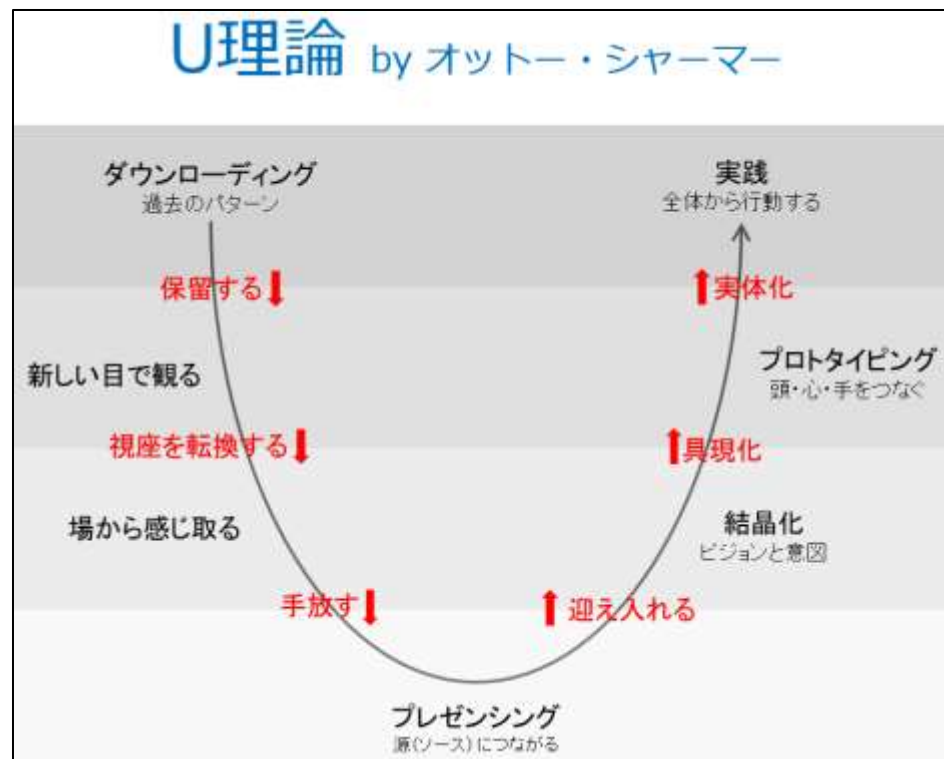 U理論 by オットー・シャーマー
ダウンローディング
過去のパターン
実践
全体から行動する
保留する
実体化
新しい目で観る
プロトタイピング
頭・心・手をつなぐ
視座を転換する
具現化
場から感じ取る
結晶化
ビジョンと意図
手放す
迎え入れる
プレゼンシング
源(ソース)につながる